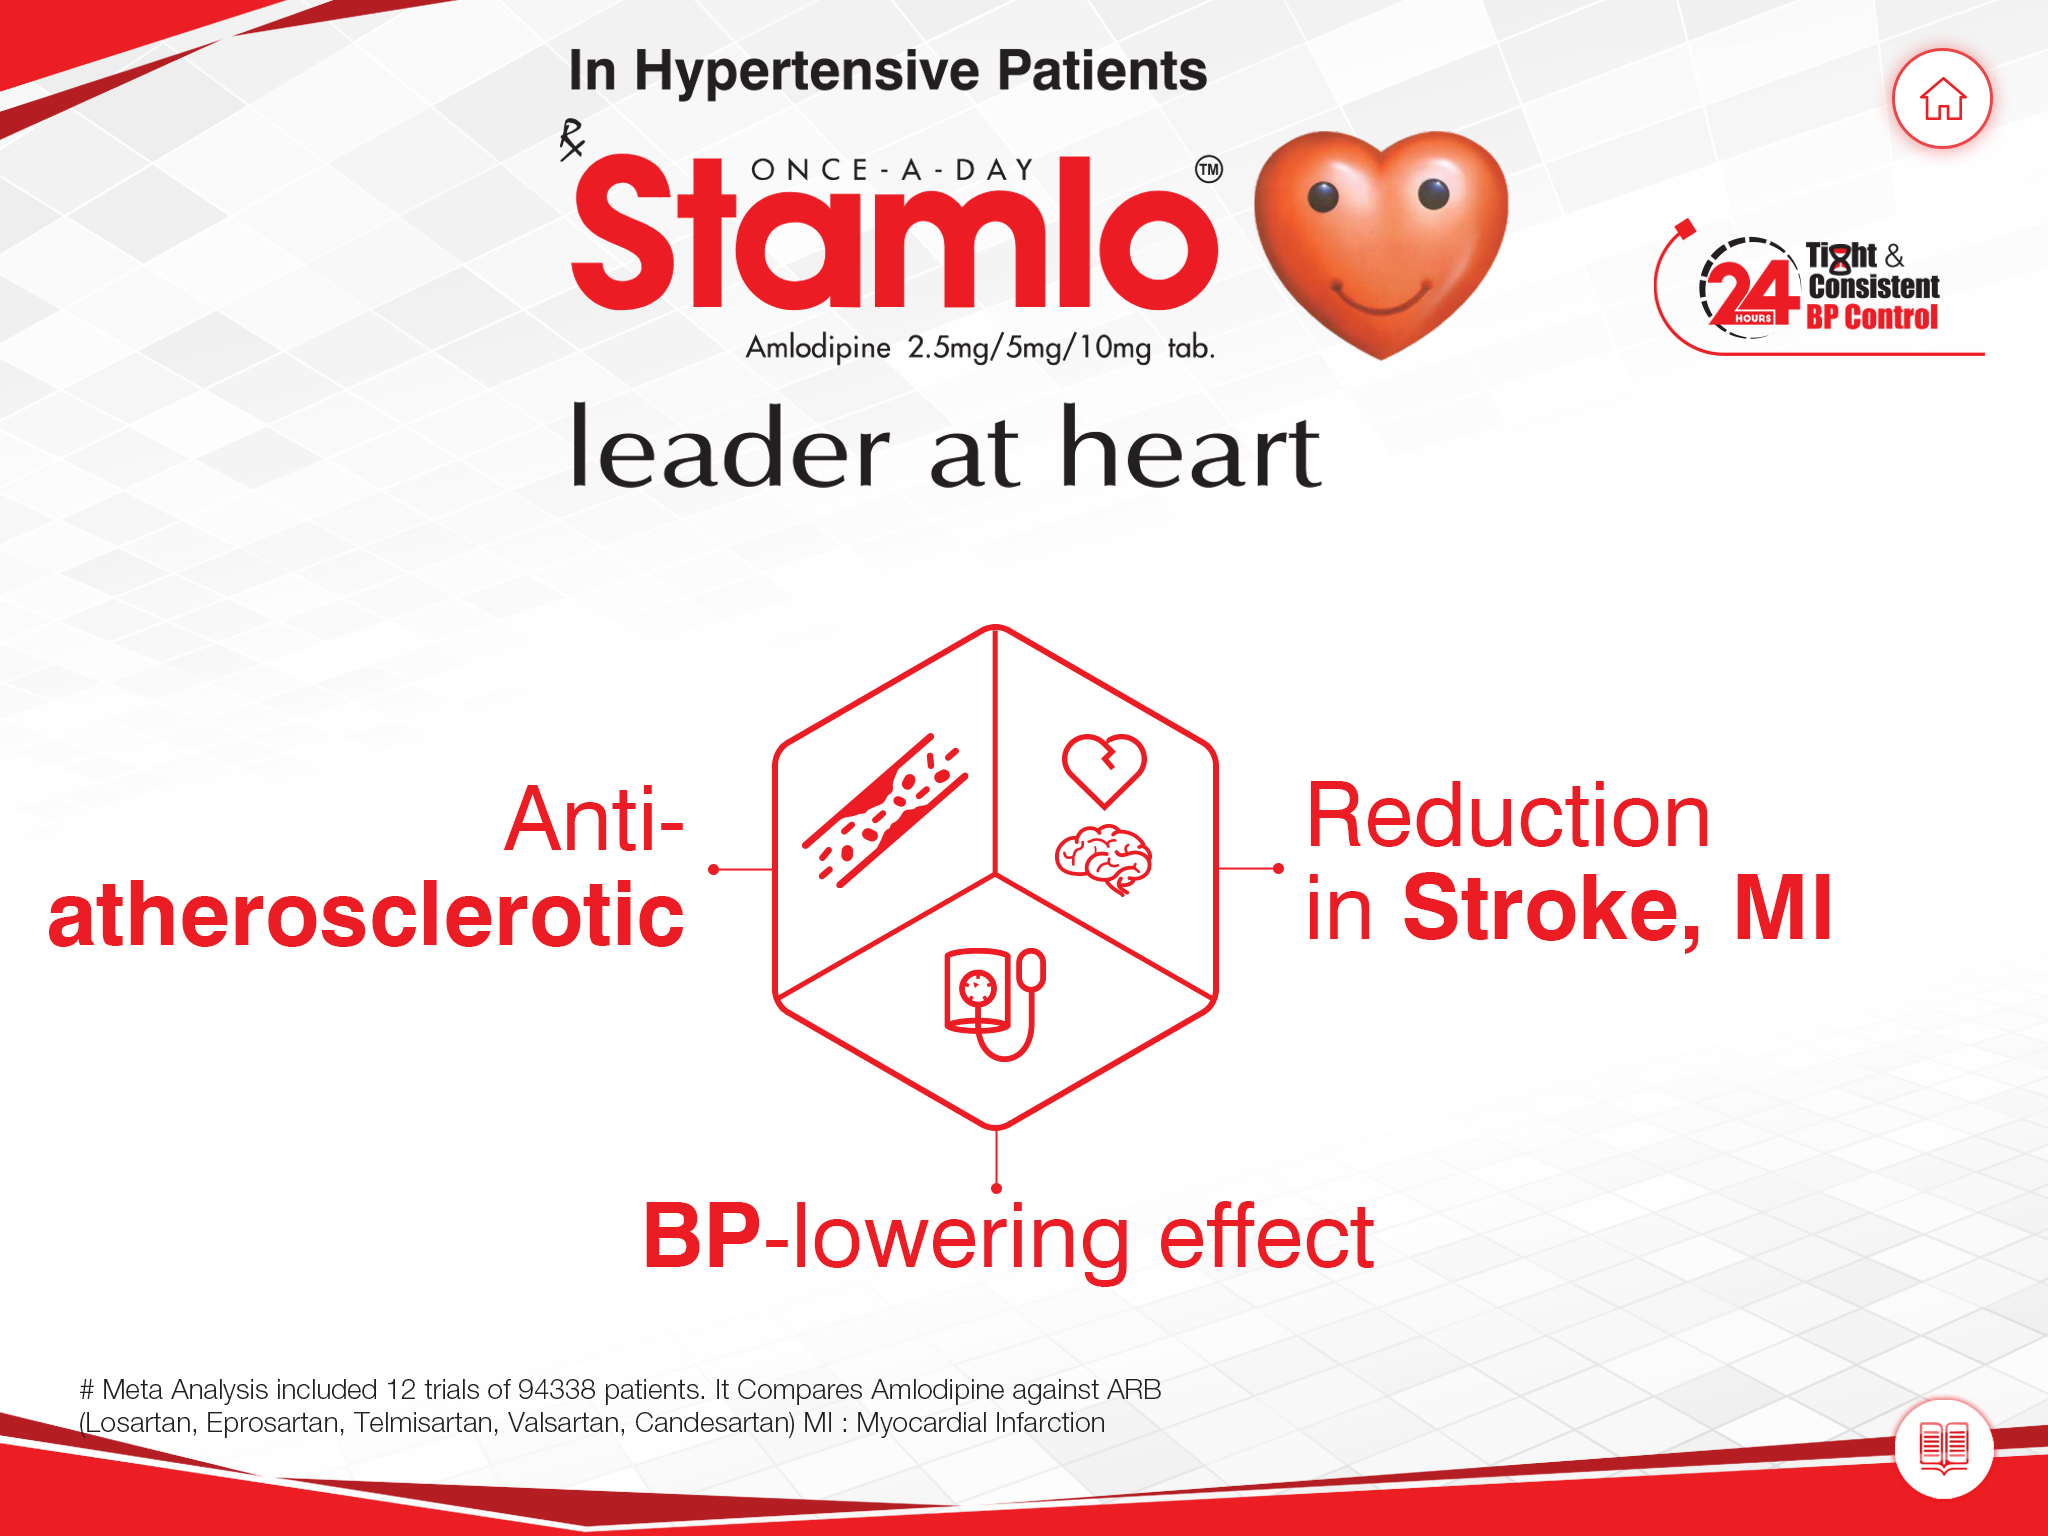 In Hypertensive Patients
℞
ONCE-A-DAY
Stamlo™
Amlodipine 2.5mg/5mg/10mg tab.
leader at heart
24 HOURS
Tight &
Consistent
BP Control
Anti-
atherosclerotic
Reduction
in Stroke, MI
BP-lowering effect
# Meta Analysis included 12 trials of 94338 patients. It Compares Amlodipine against ARB
(Losartan, Eprosartan, Telmisartan, Valsartan, Candesartan) MI : Myocardial Infarction